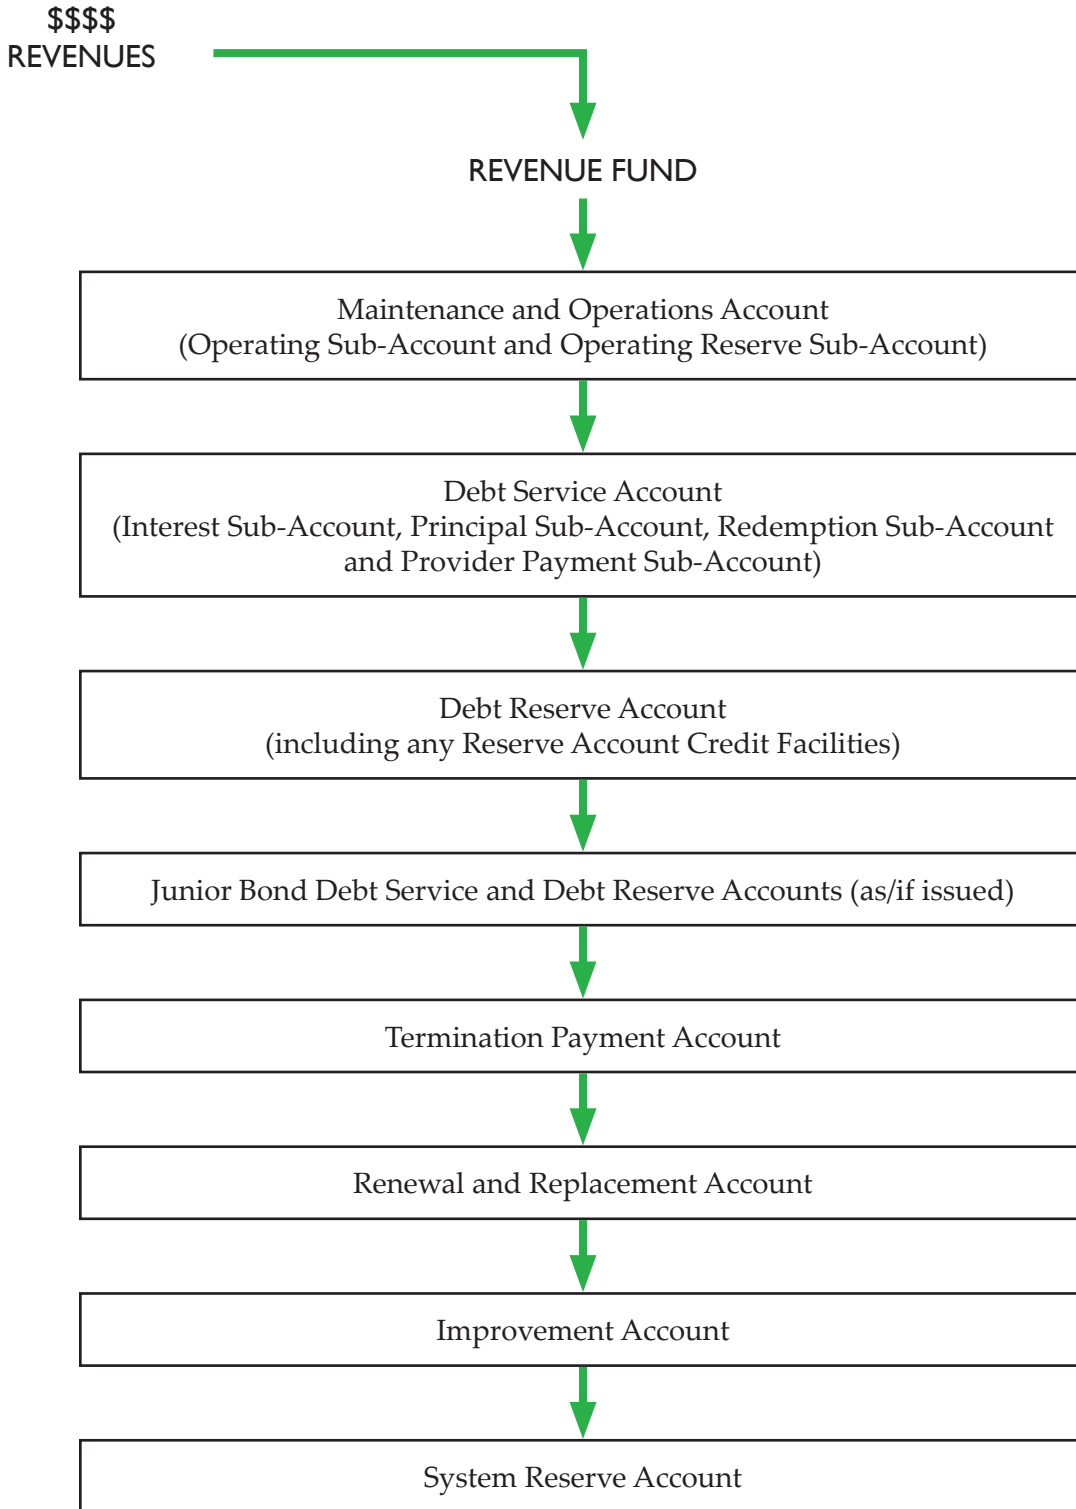 $$$$
REVENUES
REVENUE FUND
Maintenance and Operations Account
(Operating Sub-Account and Operating Reserve Sub-Account)
Debt Service Account
(Interest Sub-Account, Principal Sub-Account, Redemption Sub-Account
and Provider Payment Sub-Account)
Debt Reserve Account
(including any Reserve Account Credit Facilities)
Junior Bond Debt Service and Debt Reserve Accounts (as/if issued)
Termination Payment Account
Renewal and Replacement Account
Improvement Account
System Reserve Account